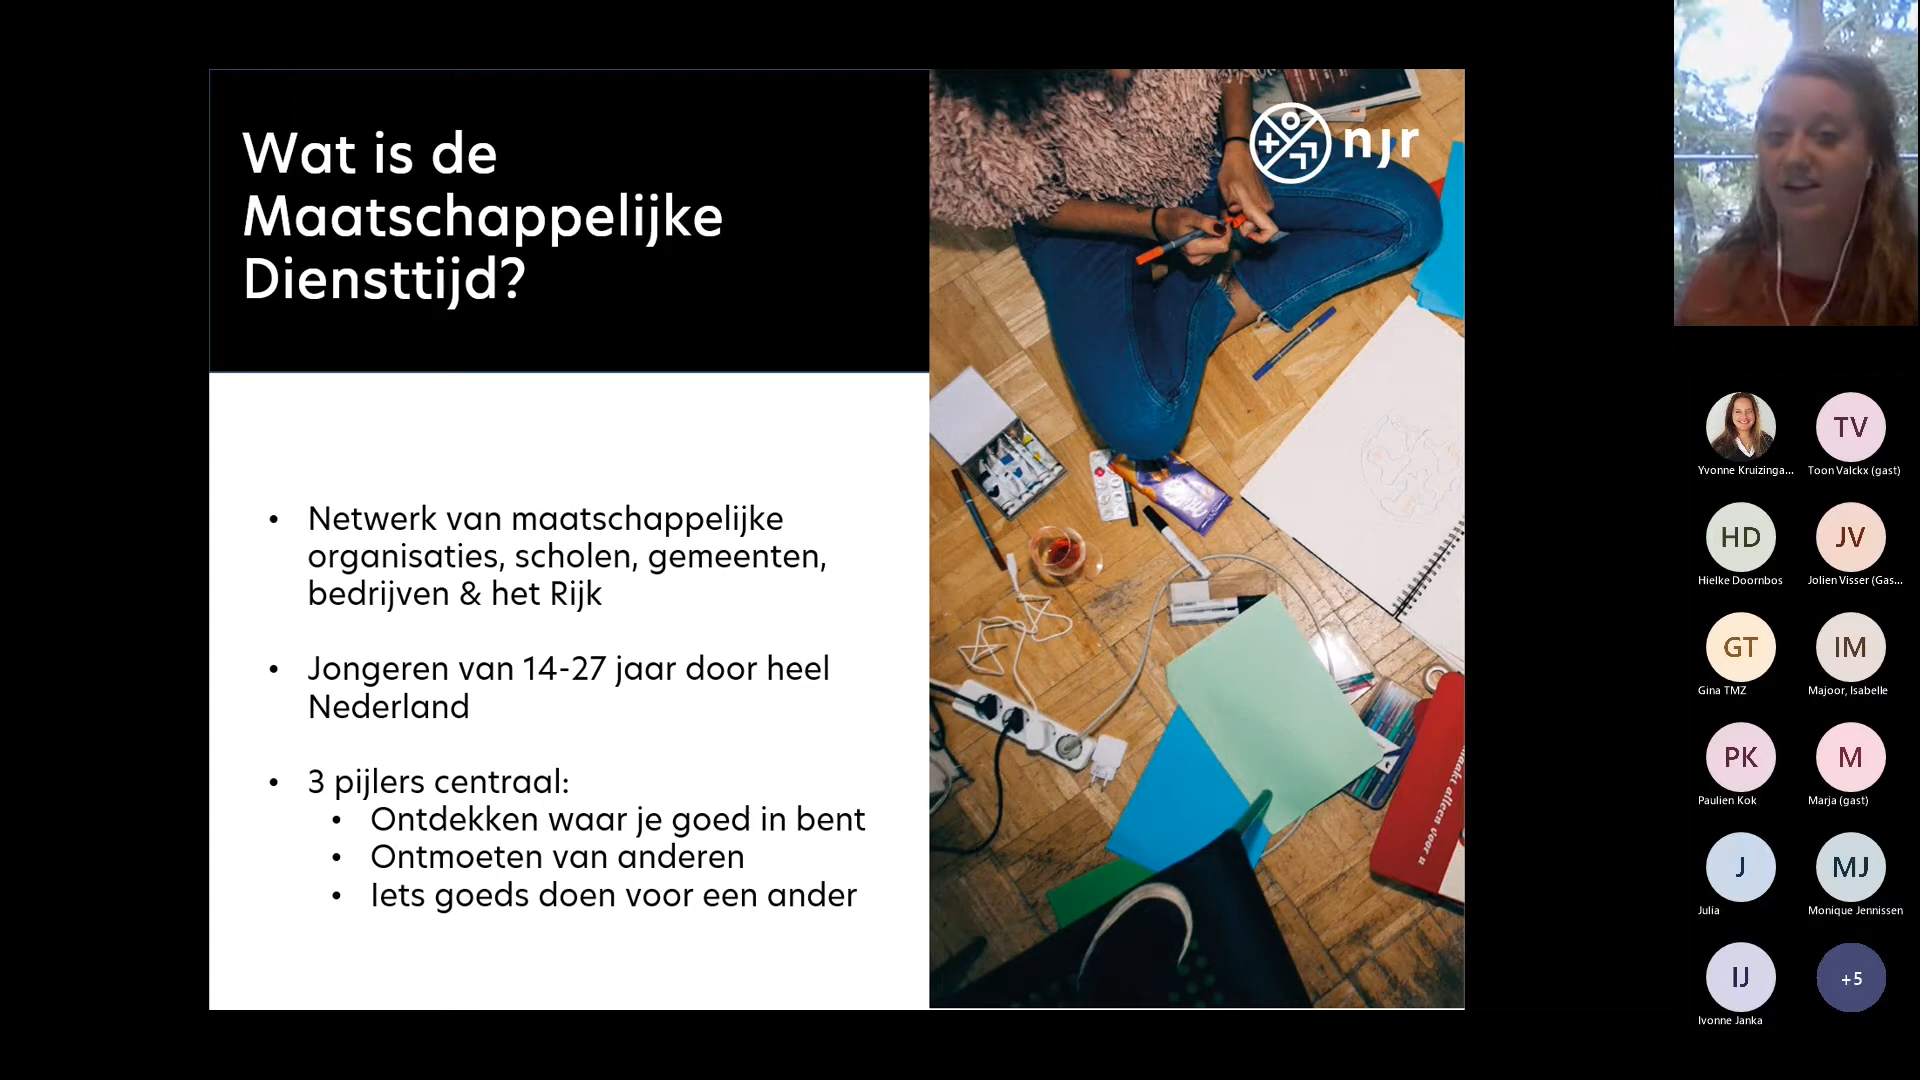 Wat is de
Maatschappelijke
Diensttijd?
njr
• Netwerk van maatschappelijke
organisaties, scholen, gemeenten,
bedrijven & het Rijk
• Jongeren van 14-27 jaar door heel
Nederland
• 3 pijlers centraal:
• Ontdekken waar je goed in bent
• Ontmoeten van anderen
• Iets goeds doen voor een ander
maakt alleen voor u
Yvonne Kruizinga...
TV
Toon Valckx (gast)
HD
Hielke Doornbos
JV
Jolien Visser (Gas...
GT
Gina TMZ
IM
Majoor, Isabelle
PK
Paulien Kok
M
Marja (gast)
J
Julia
MJ
Monique Jennissen
IJ
Ivonne Janka
+5